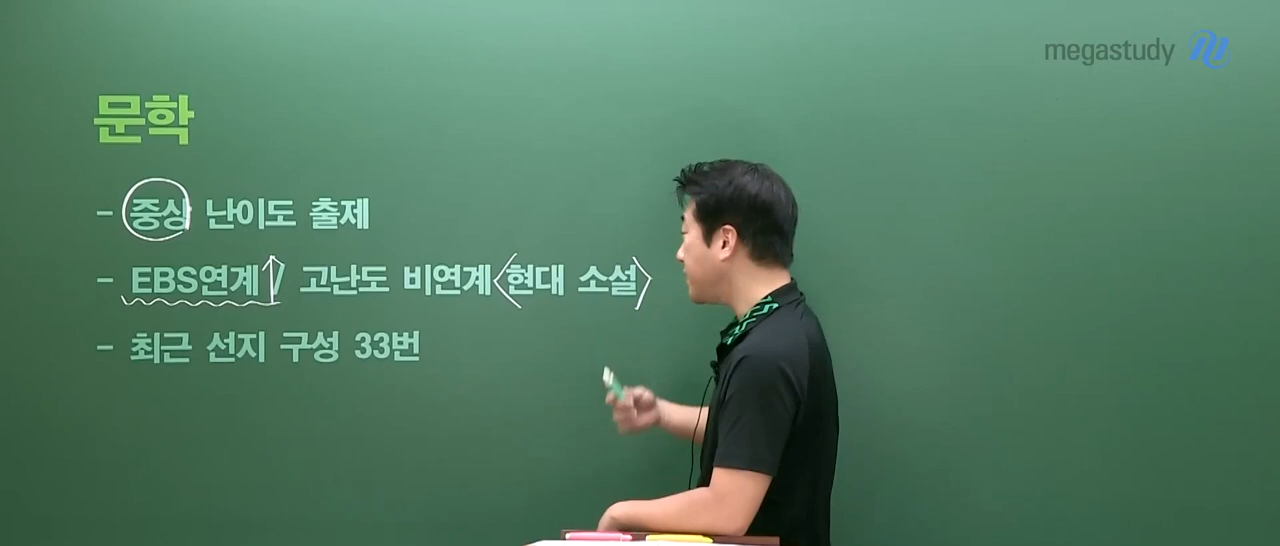 megastudy
문학
- 중상 난이도 출제
- EBS연계↑/ 고난도 비연계<현대 소설>
- 최근 선지 구성 33번